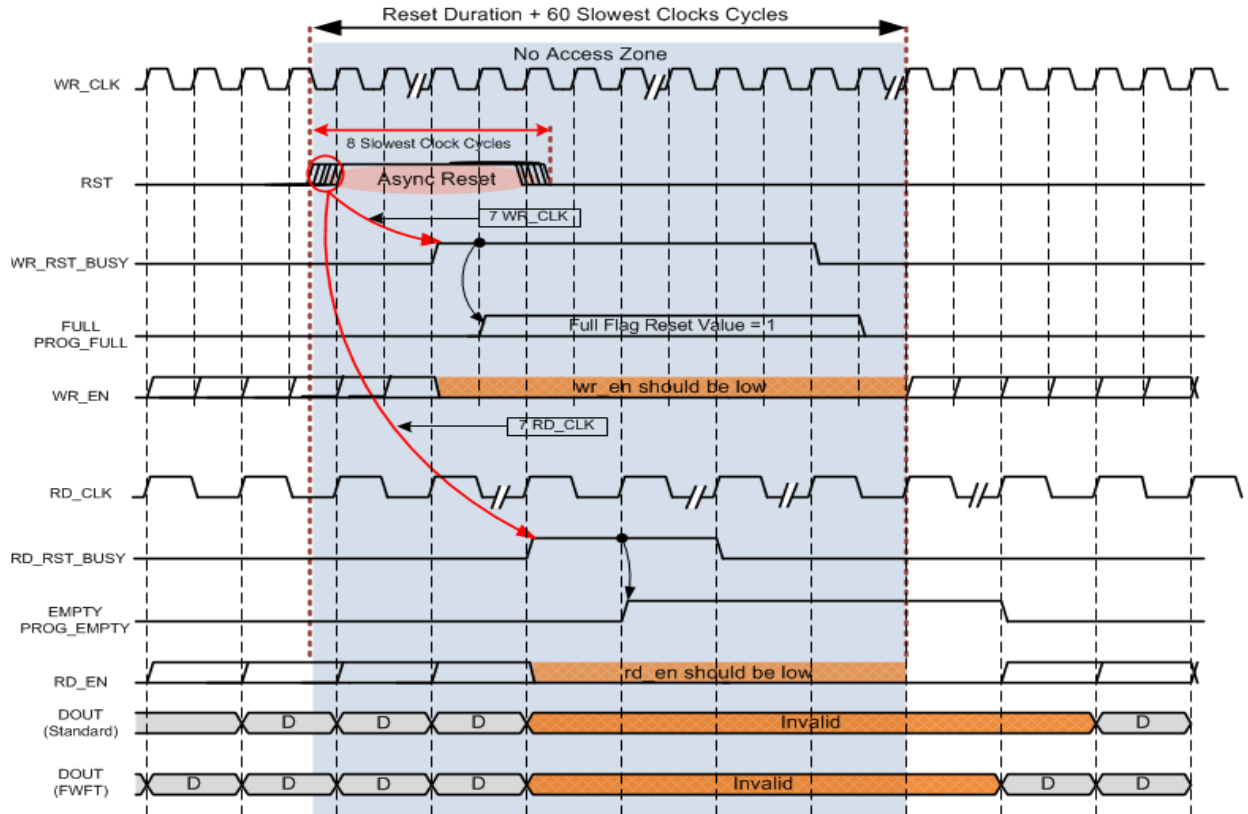 Reset Duration + 60 Slowest Clocks Cycles
No Access Zone
WR_CLK
8 Slowest Clock Cycles
RST
Async Reset
7 WR_CLK
WR_RST_BUSY
FULL
PROG_FULL
Full Flag Reset Value = 1
WR_EN
wr_en should be low
7 RD_CLK
RD_CLK
RD_RST_BUSY
EMPTY
PROG_EMPTY
RD_EN
rd_en should be low
DOUT
(Standard)
D D D Invalid D
DOUT
(FWFT)
D D D D Invalid D D